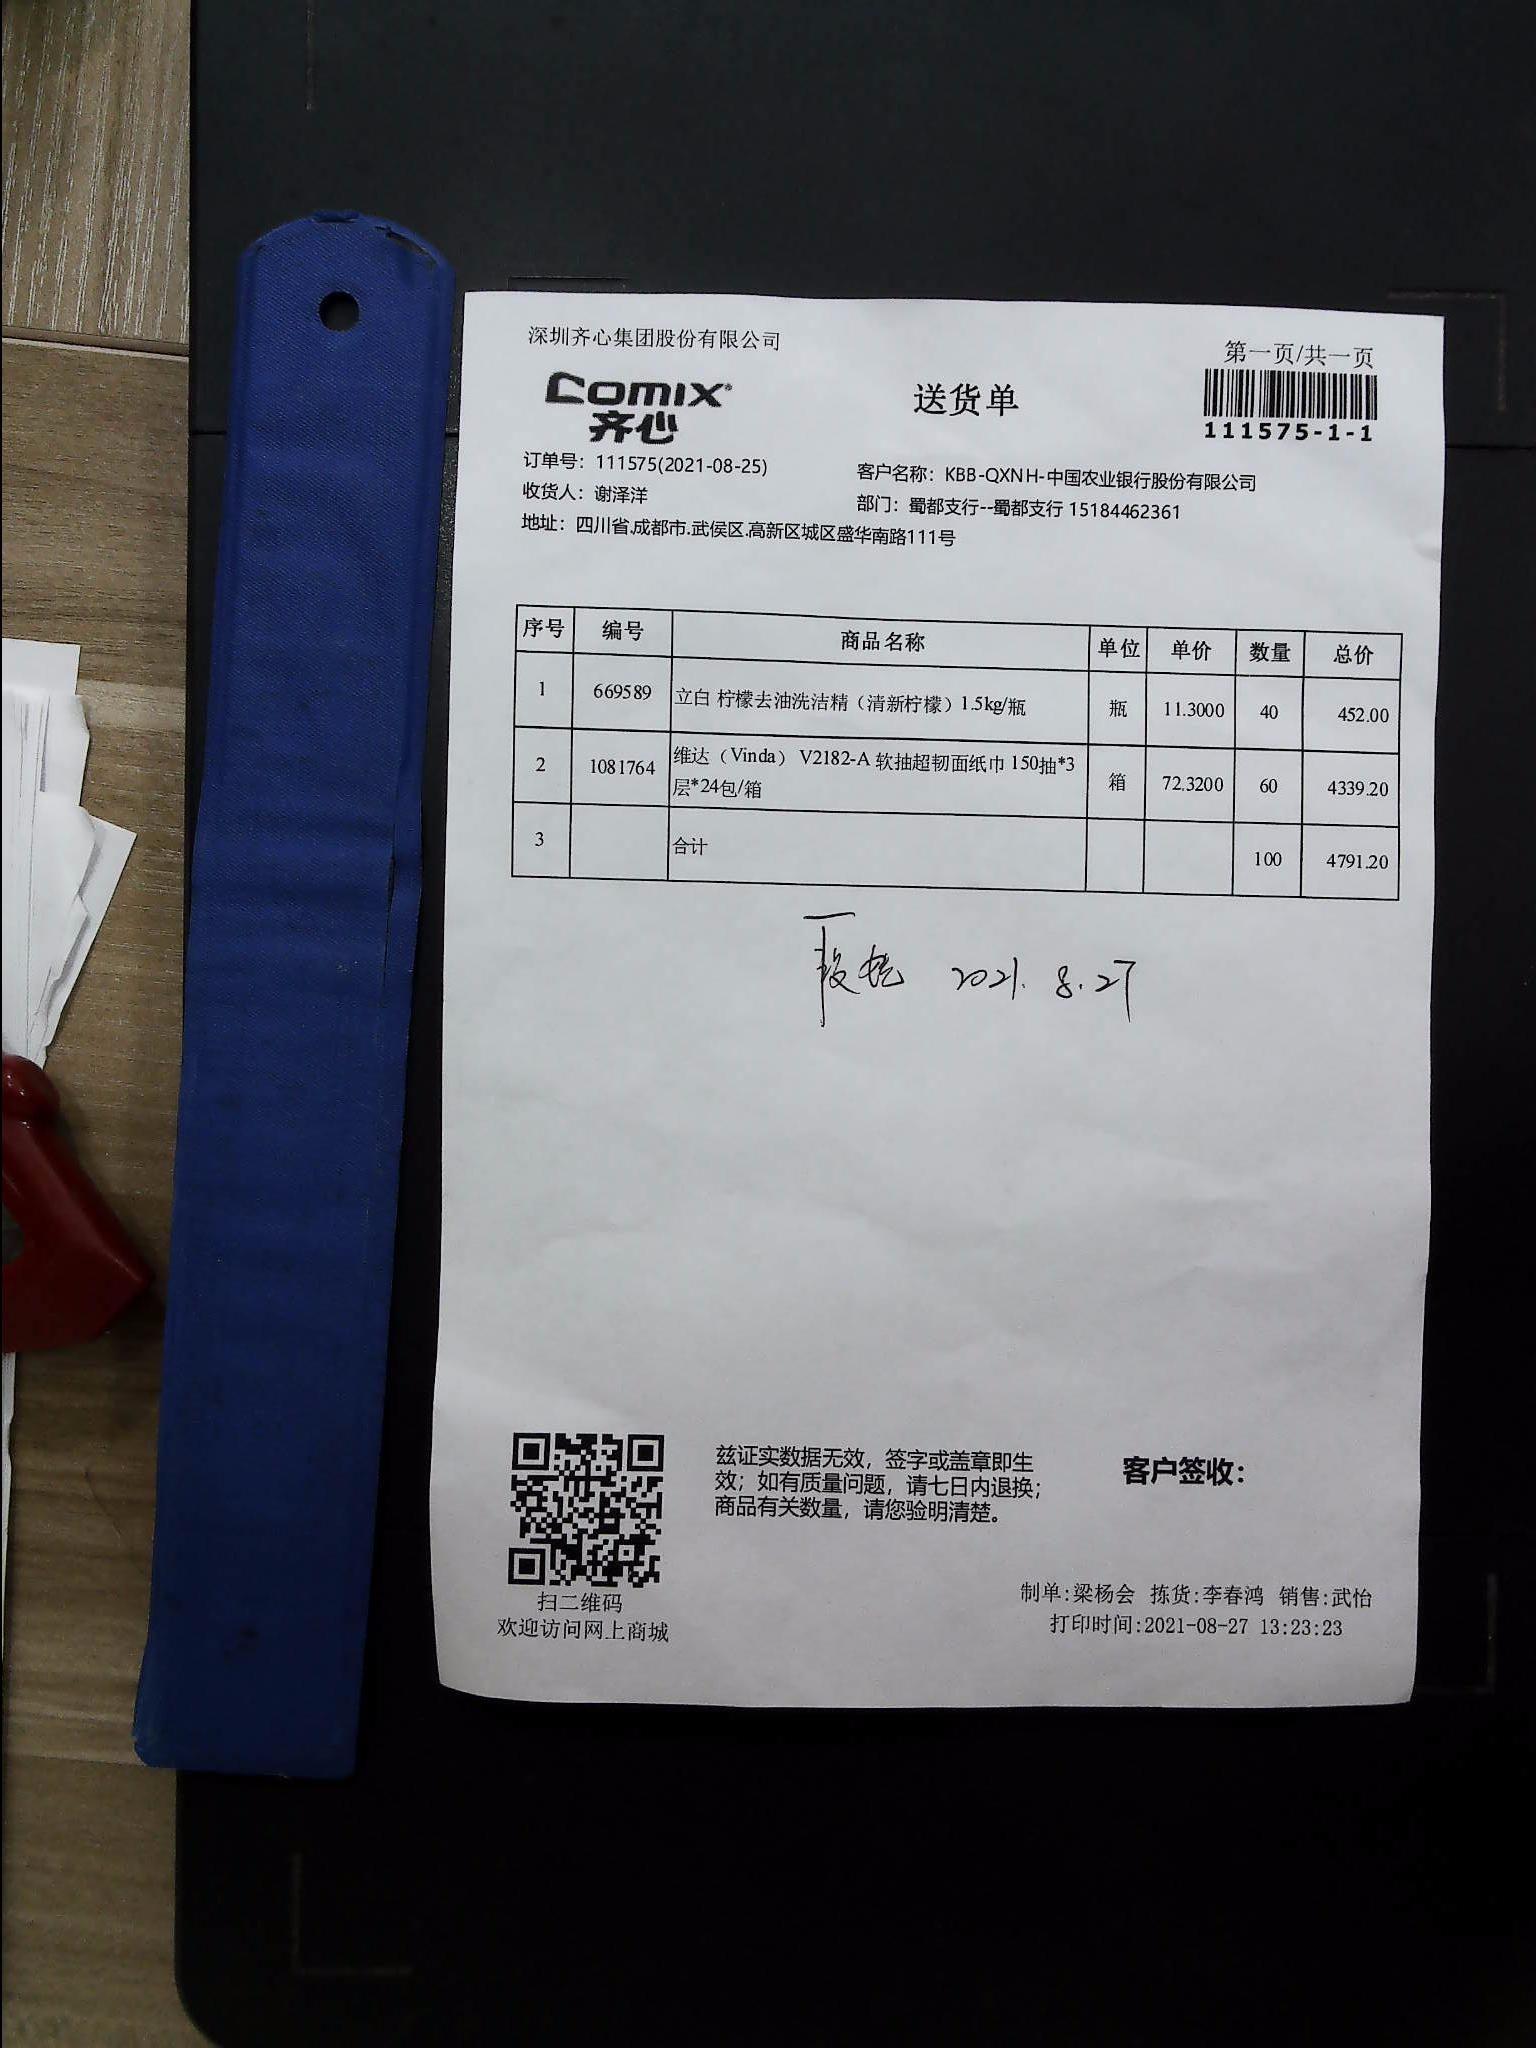 深圳齐心集团股份有限公司
第一页/共一页
Comix®
齐心
送货单
111575-1-1
订单号：111575(2021-08-25)
客户名称：KBB-QXNH-中国农业银行股份有限公司
收货人：谢泽洋
部门：蜀都支行--蜀都支行 15184462361
地址：四川省.成都市.武侯区.高新区城区盛华南路111号
序号 编号 商品名称 单位 单价 数量 总价
1 669589 立白 柠檬去油洗洁精（清新柠檬）1.5kg/瓶 瓶 11.3000 40 452.00
2 1081764 维达（Vinda） V2182-A 软抽超韧面纸巾 150抽*3
层*24包/箱 箱 72.3200 60 4339.20
3 合计 100 4791.20
2021. 8. 27
兹证实数据无效，签字或盖章即生
效；如有质量问题，请七日内退换；
商品有关数量，请您验明清楚。
客户签收：
扫二维码
欢迎访问网上商城
制单:梁杨会 拣货:李春鸿 销售:武怡
打印时间:2021-08-27 13:23:23